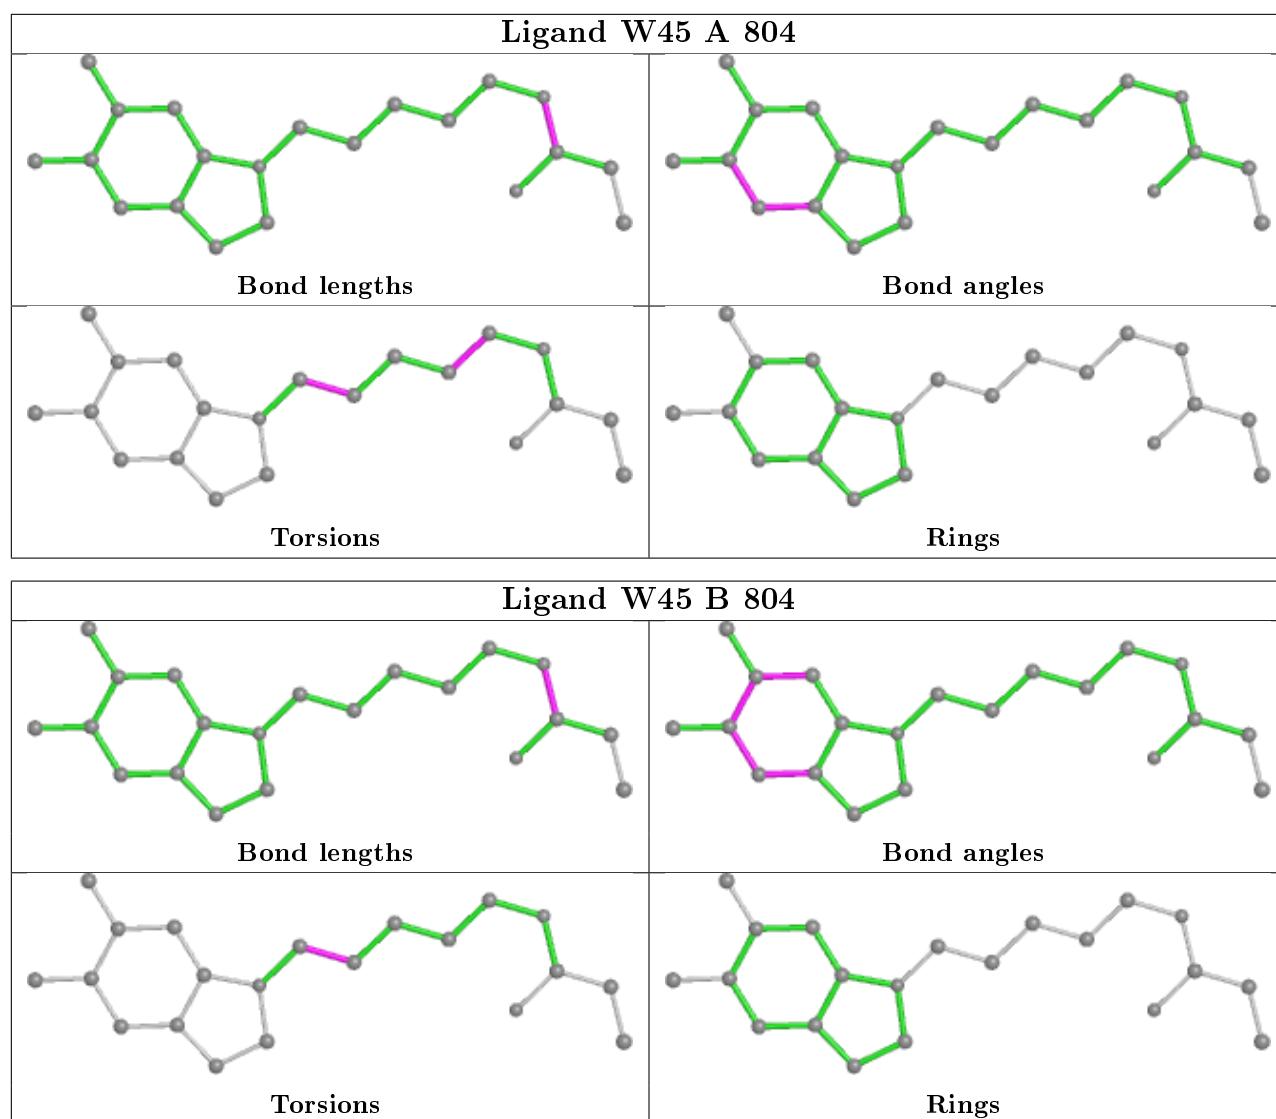 Ligand W45 A 804
Bond lengths
Bond angles
Torsions
Rings
Ligand W45 B 804
Bond lengths
Bond angles
Torsions
Rings